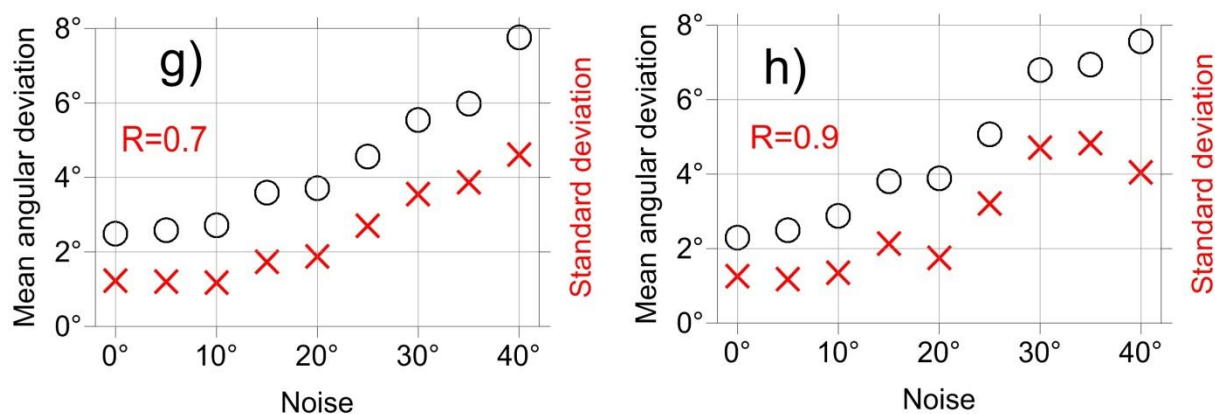 g)
R=0.7
Mean angular deviation
8°
6°
4°
2°
0°
0° 10° 20° 30° 40°
Noise
Standard deviation
h)
R=0.9
Mean angular deviation
8°
6°
4°
2°
0°
0° 10° 20° 30° 40°
Noise
Standard deviation